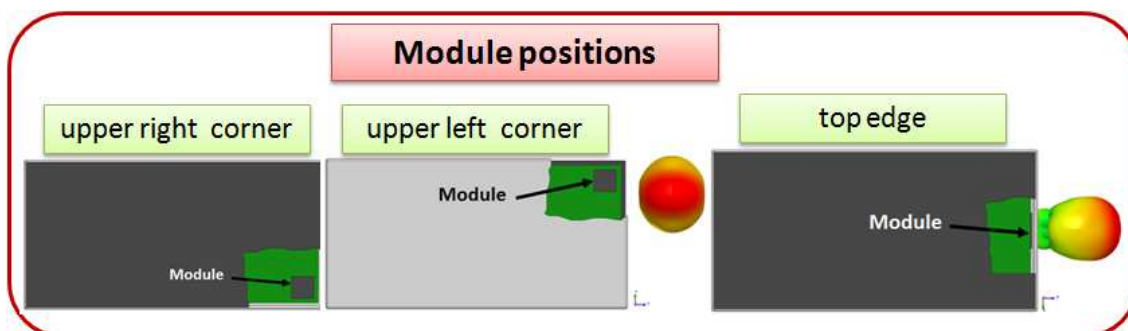 Module positions
upper right corner
upper left corner
top edge
Module
Module
Module